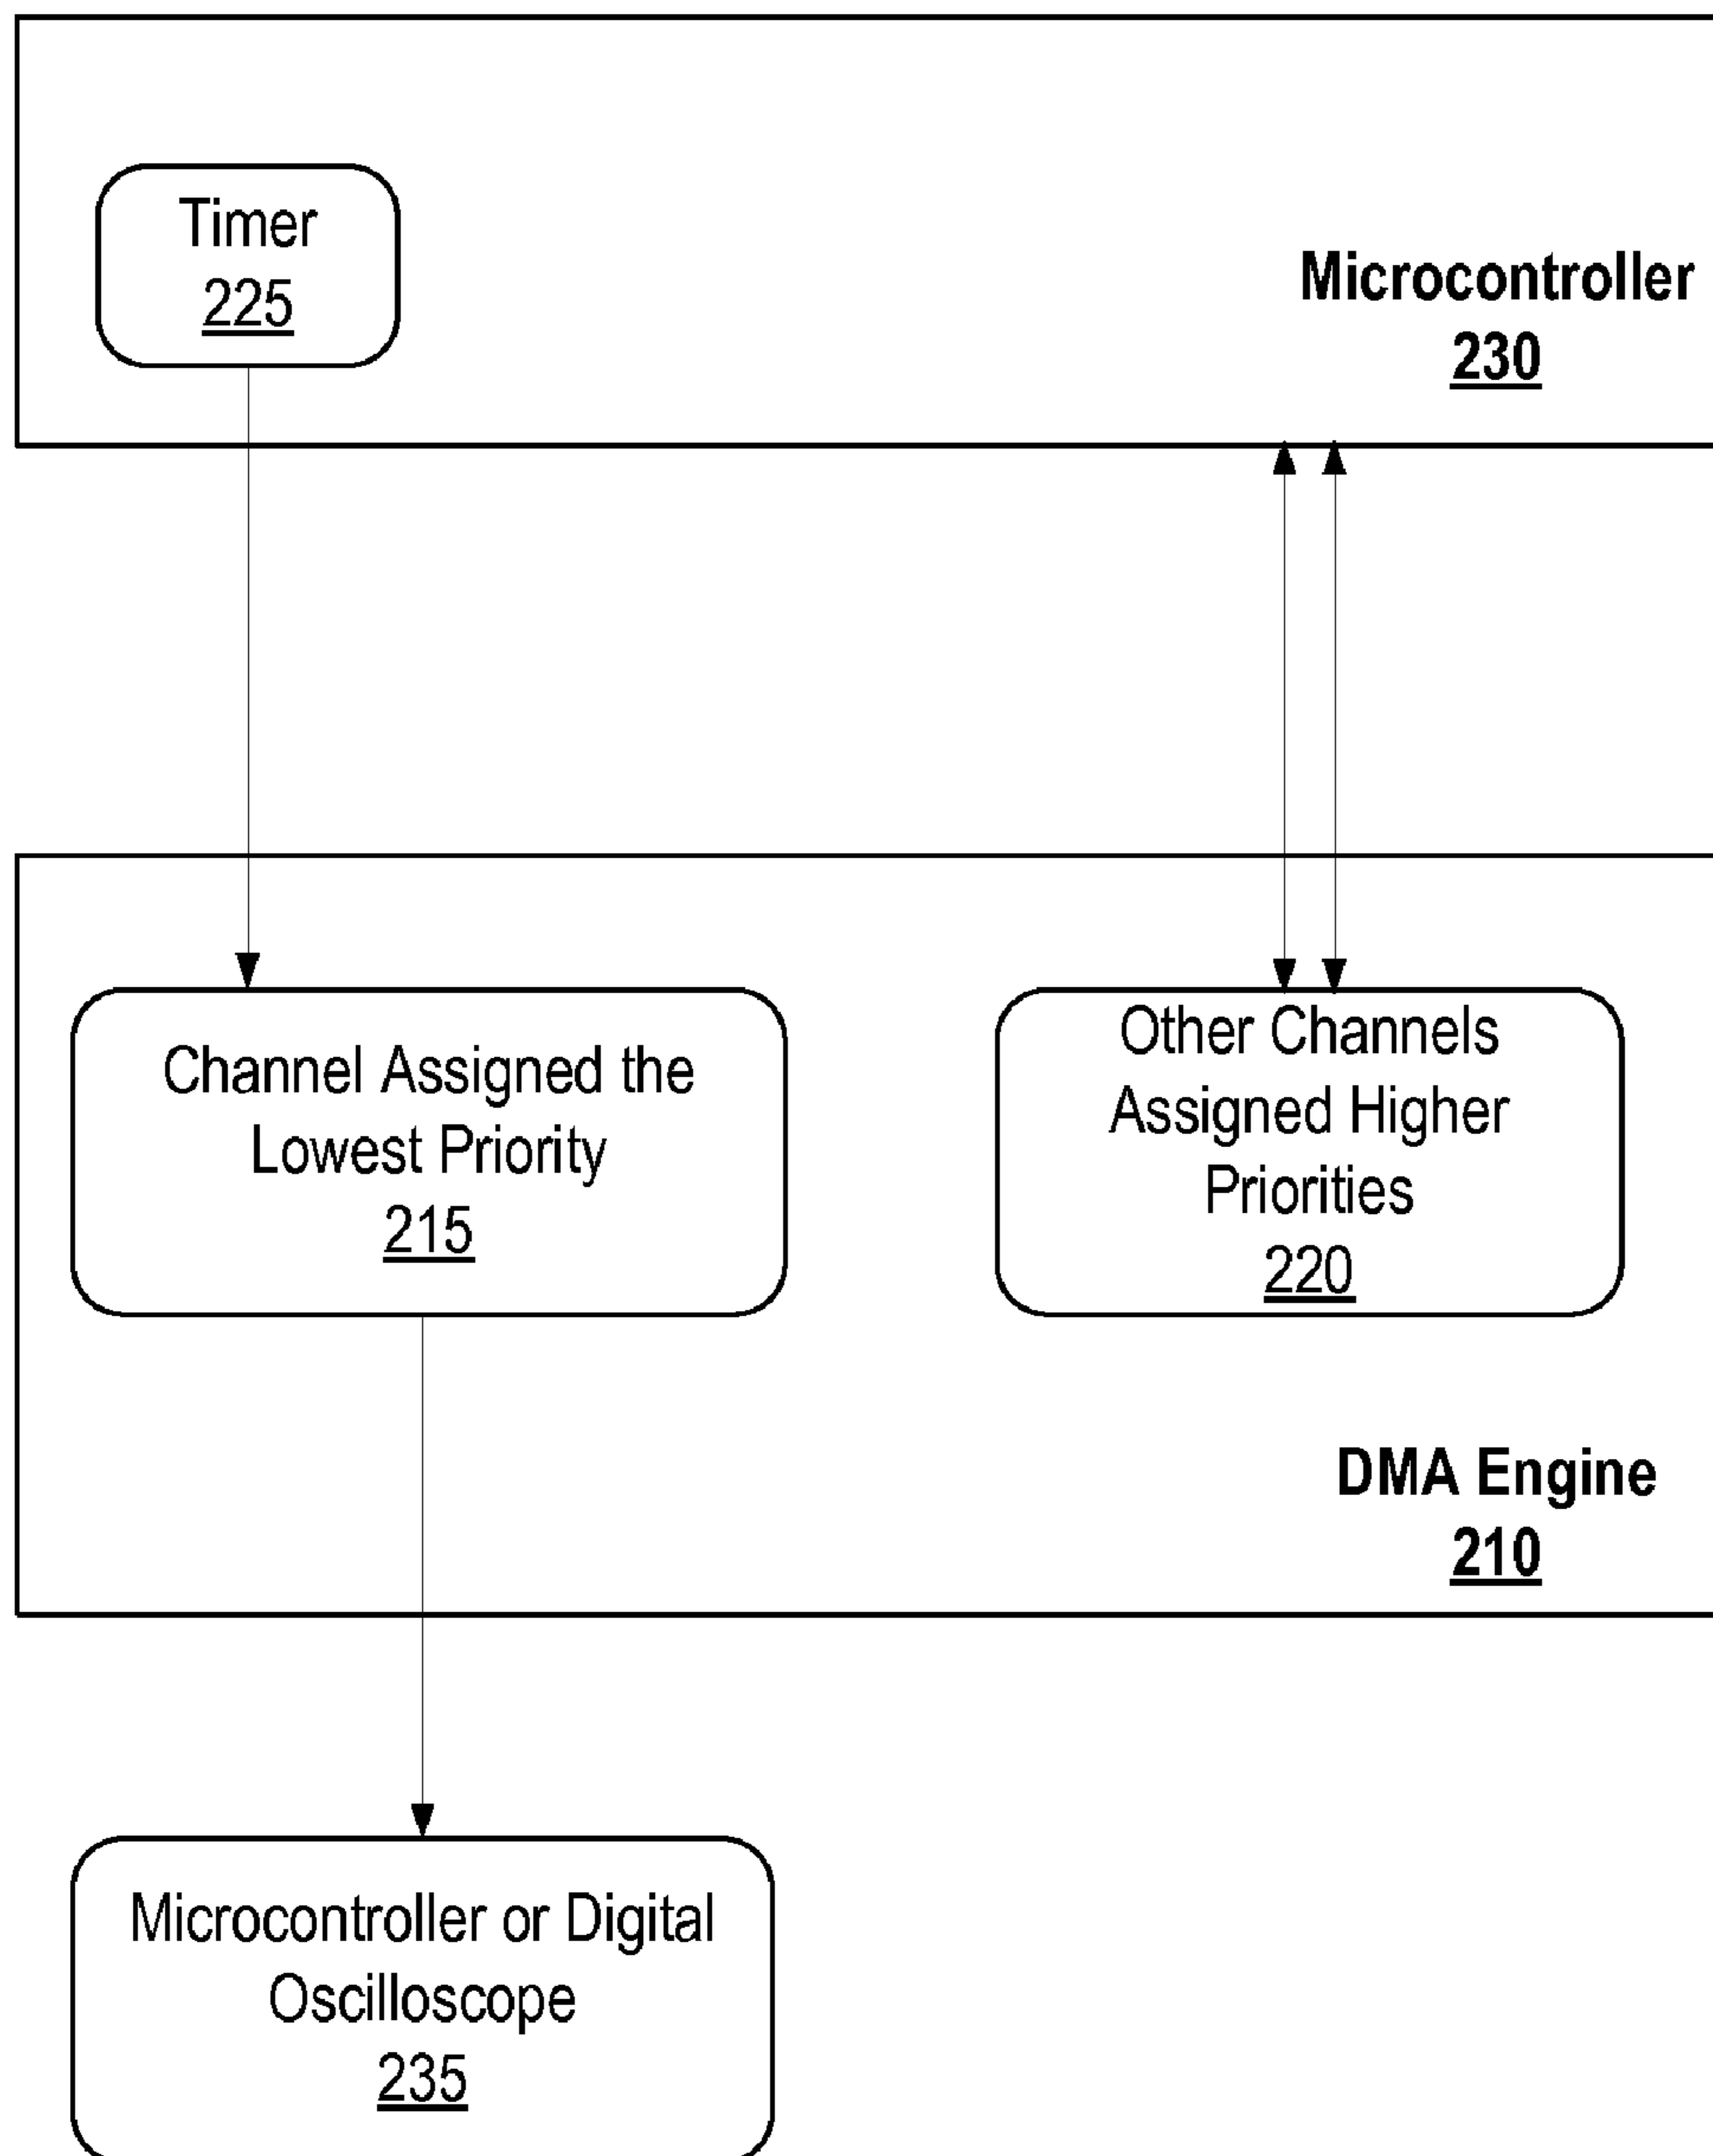 Timer
225
Microcontroller
230
Channel Assigned the
Lowest Priority
215
Other Channels
Assigned Higher
Priorities
220
DMA Engine
210
Microcontroller or Digital
Oscilloscope
235